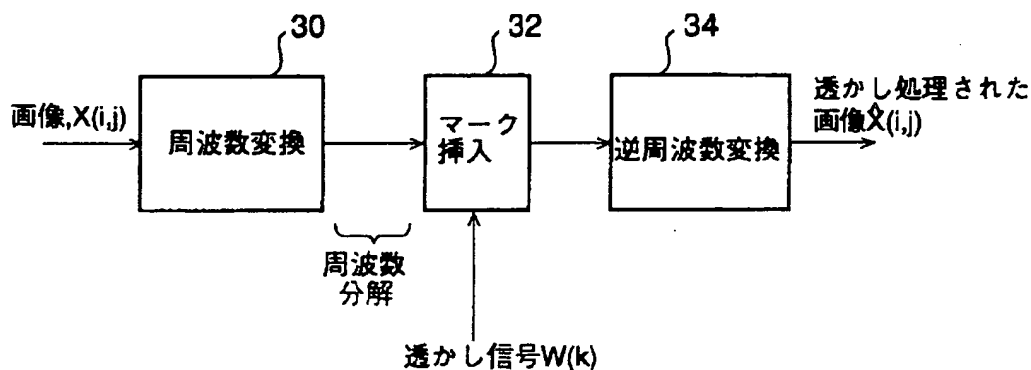 30
32
34
画像,X(i,j)
周波数変換
マーク
挿入
逆周波数変換
透かし処理された
画像X̂(i,j)
周波数
分解
透かし信号W(k)